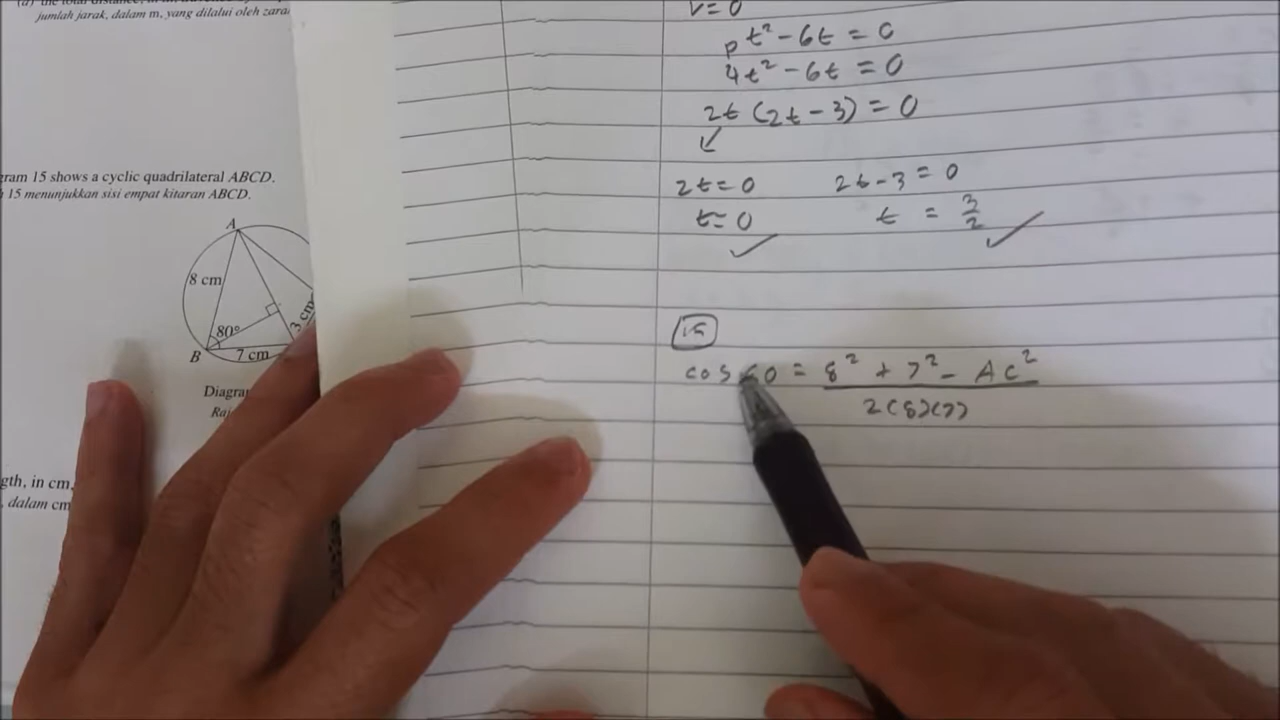 jumlah jarak, dalam m, yang dilalui oleh zara
gram 15 shows a cyclic quadrilateral ABCD.
15 menunjukkan sisi empat kitaran ABCD.
A
8 cm
80°
3 cm
B
7 cm
Diagra
Raj
gth, in cm,
, dalam cm
v = 0
pt² - 6t = 0
4t² - 6t = 0
2t (2t - 3) = 0
2t = 0 2t - 3 = 0
t = 0 t = 3/2
15
cos 80 = 8² + 7² - AC²
2(8)(7)